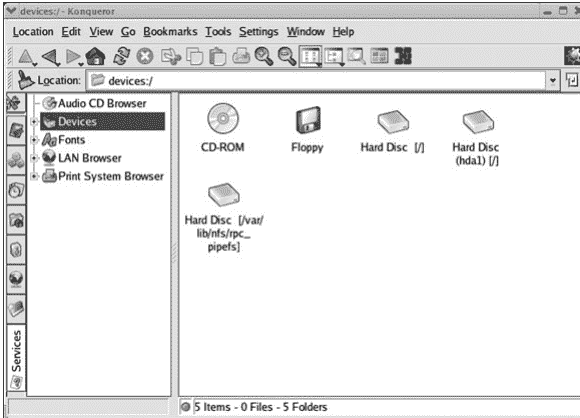 devices:/ - Konqueror
Location Edit View Go Bookmarks Tools Settings Window Help
Location: devices:/
Audio CD Browser
Devices
Fonts
LAN Browser
Print System Browser
Services
CD-ROM
Floppy
Hard Disc [/]
Hard Disc
(hda1) [/]
Hard Disc [/var/
lib/nfs/rpc_
pipefs]
5 Items - 0 Files - 5 Folders